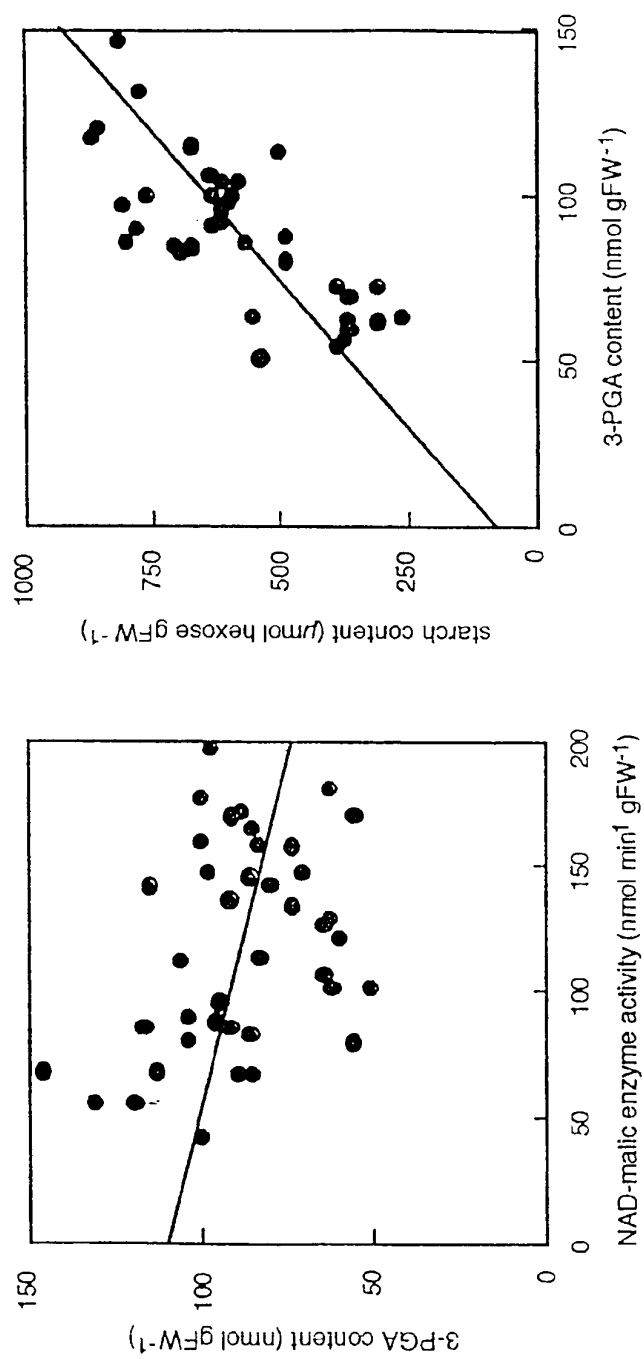 3-PGA content (nmol gFW⁻¹)
150
100
50
0
0 50 100 150 200
NAD-malic enzyme activity (nmol min¹ gFW⁻¹)
starch content (µmol hexose gFW⁻¹)
1000
750
500
250
0
0 50 100 150
3-PGA content (nmol gFW⁻¹)